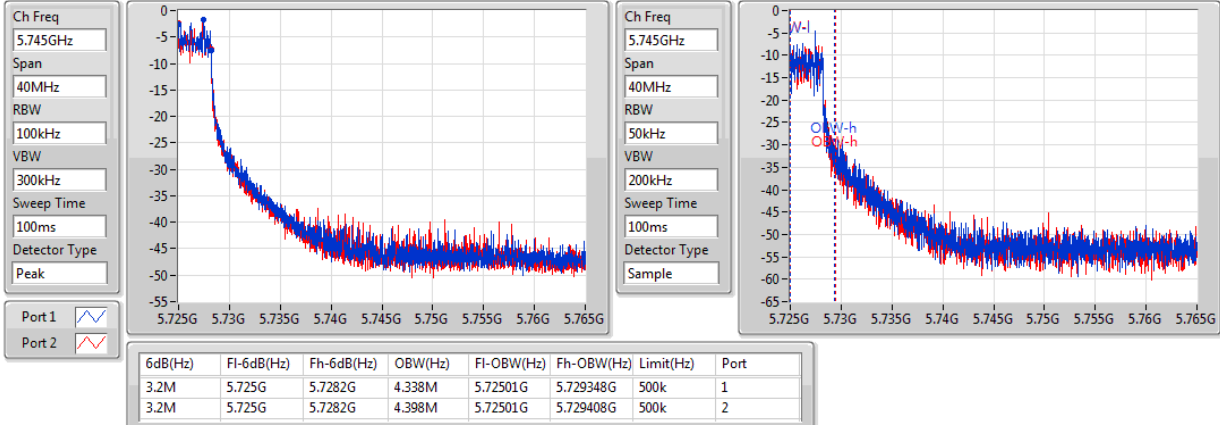 Ch Freq
5.745GHz
Span
40MHz
RBW
100kHz
VBW
300kHz
Sweep Time
100ms
Detector Type
Peak
Port 1
Port 2
0
-5
-10
-15
-20
-25
-30
-35
-40
-45
-50
-55
5.725G 5.73G 5.735G 5.74G 5.745G 5.75G 5.755G 5.76G 5.765G
Ch Freq
5.745GHz
Span
40MHz
RBW
50kHz
VBW
200kHz
Sweep Time
100ms
Detector Type
Sample
0
-5
-10
-15
-20
-25
-30
-35
-40
-45
-50
-55
-60
-65
W-l
OBW-h
OBW-h
5.725G 5.73G 5.735G 5.74G 5.745G 5.75G 5.755G 5.76G 5.765G
6dB(Hz) Fl-6dB(Hz) Fh-6dB(Hz) OBW(Hz) Fl-OBW(Hz) Fh-OBW(Hz) Limit(Hz) Port
3.2M 5.725G 5.7282G 4.338M 5.72501G 5.729348G 500k 1
3.2M 5.725G 5.7282G 4.398M 5.72501G 5.729408G 500k 2